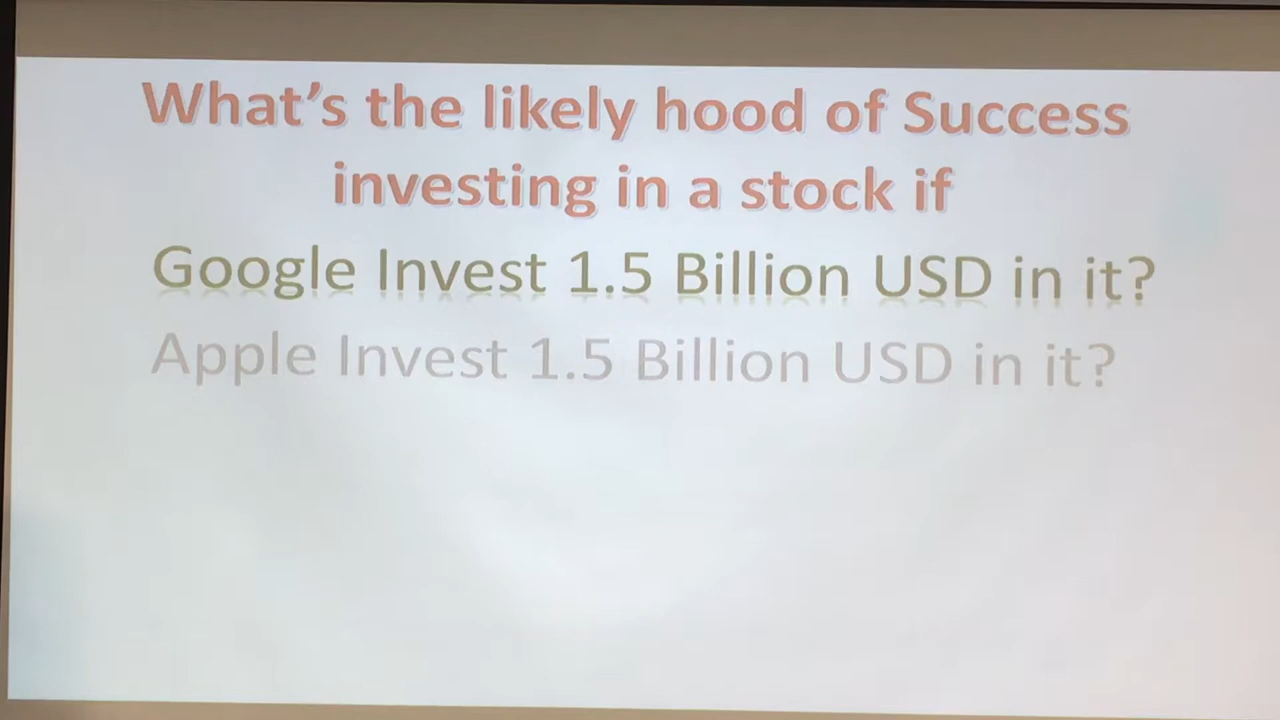 What's the likely hood of Success
investing in a stock if
Google Invest 1.5 Billion USD in it?
Apple Invest 1.5 Billion USD in it?